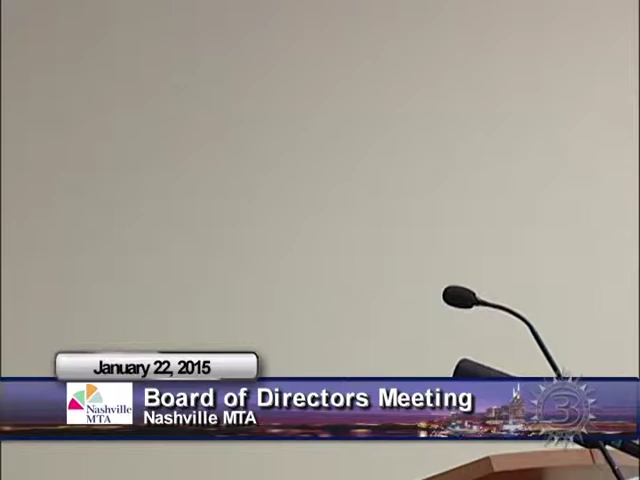 January 22, 2015
Board of Directors Meeting
Nashville MTA
Nashville
MTA
3